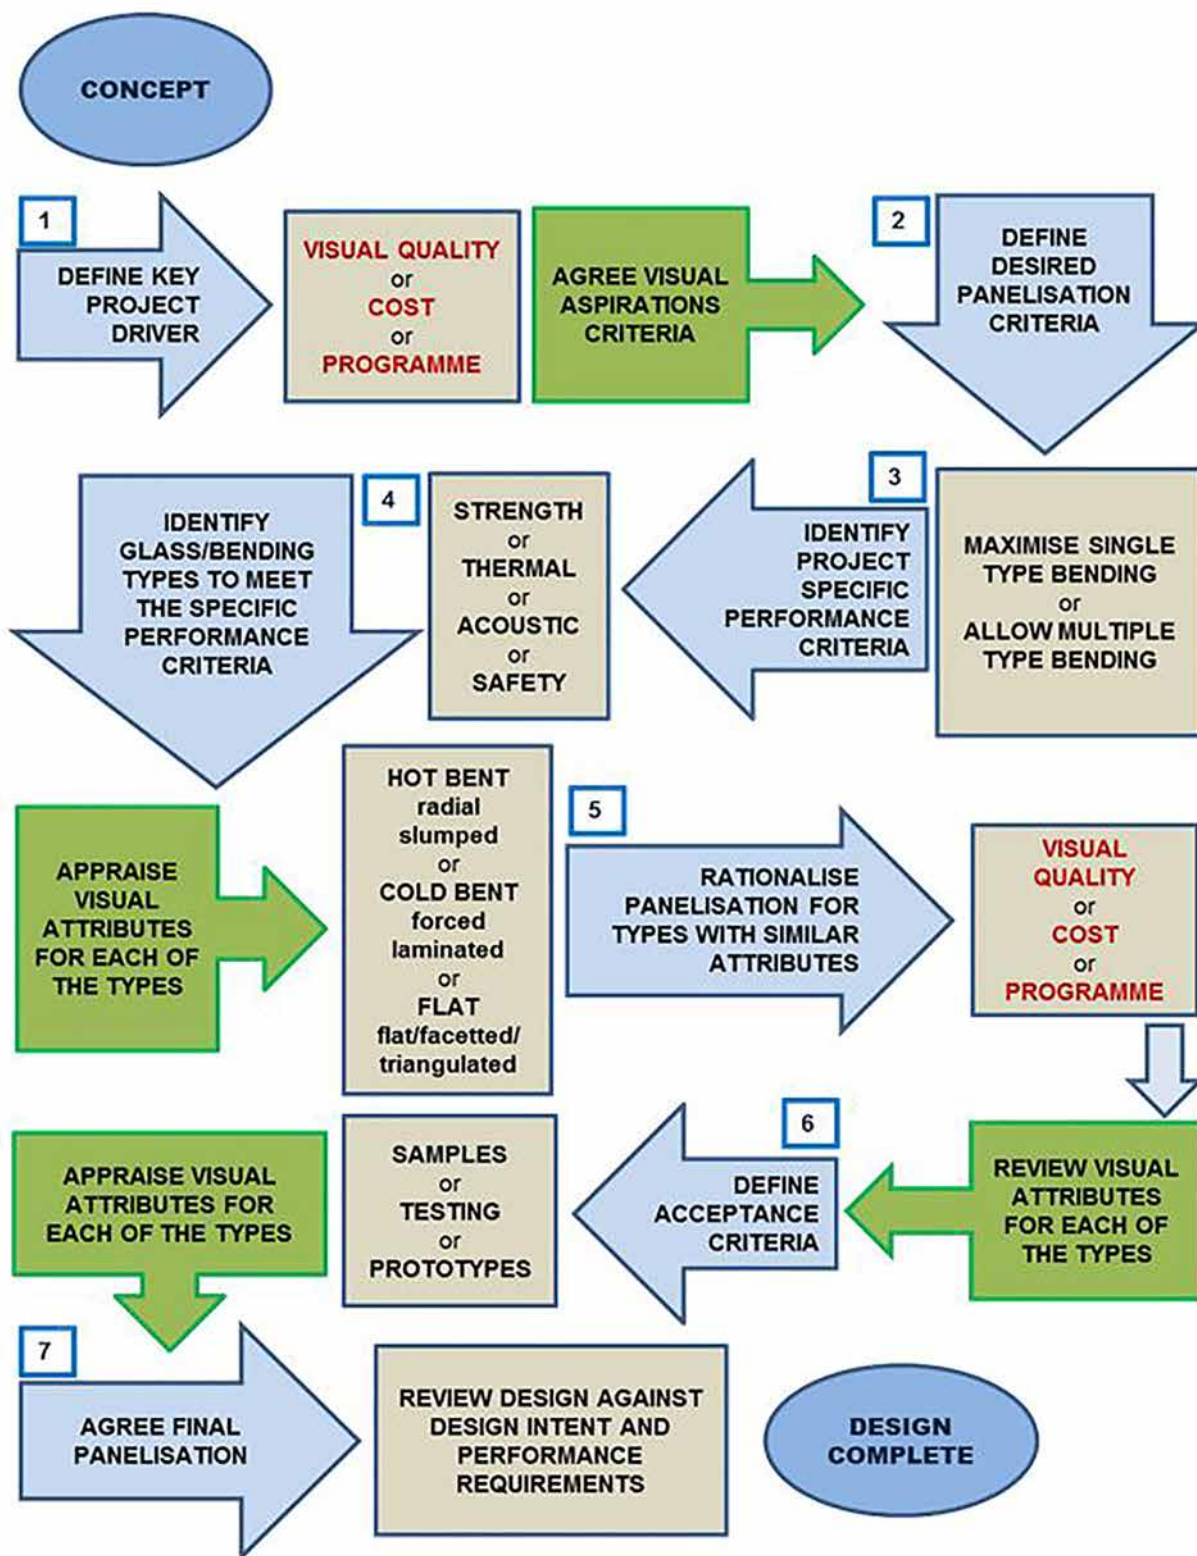 CONCEPT
1
DEFINE KEY
PROJECT
DRIVER
VISUAL QUALITY
or
COST
or
PROGRAMME
AGREE VISUAL
ASPIRATIONS
CRITERIA
2
DEFINE
DESIRED
PANELISATION
CRITERIA
3
MAXIMISE SINGLE
TYPE BENDING
or
ALLOW MULTIPLE
TYPE BENDING
IDENTIFY
PROJECT
SPECIFIC
PERFORMANCE
CRITERIA
STRENGTH
or
THERMAL
or
ACOUSTIC
or
SAFETY
4
IDENTIFY
GLASS/BENDING
TYPES TO MEET
THE SPECIFIC
PERFORMANCE
CRITERIA
APPRAISE
VISUAL
ATTRIBUTES
FOR EACH OF
THE TYPES
HOT BENT
radial
slumped
or
COLD BENT
forced
laminated
or
FLAT
flat/facetted/
triangulated
5
RATIONALISE
PANELISATION FOR
TYPES WITH SIMILAR
ATTRIBUTES
VISUAL
QUALITY
or
COST
or
PROGRAMME
REVIEW VISUAL
ATTRIBUTES
FOR EACH OF
THE TYPES
6
DEFINE
ACCEPTANCE
CRITERIA
SAMPLES
or
TESTING
or
PROTOTYPES
APPRAISE VISUAL
ATTRIBUTES FOR
EACH OF THE TYPES
7
AGREE FINAL
PANELISATION
REVIEW DESIGN AGAINST
DESIGN INTENT AND
PERFORMANCE
REQUIREMENTS
DESIGN
COMPLETE